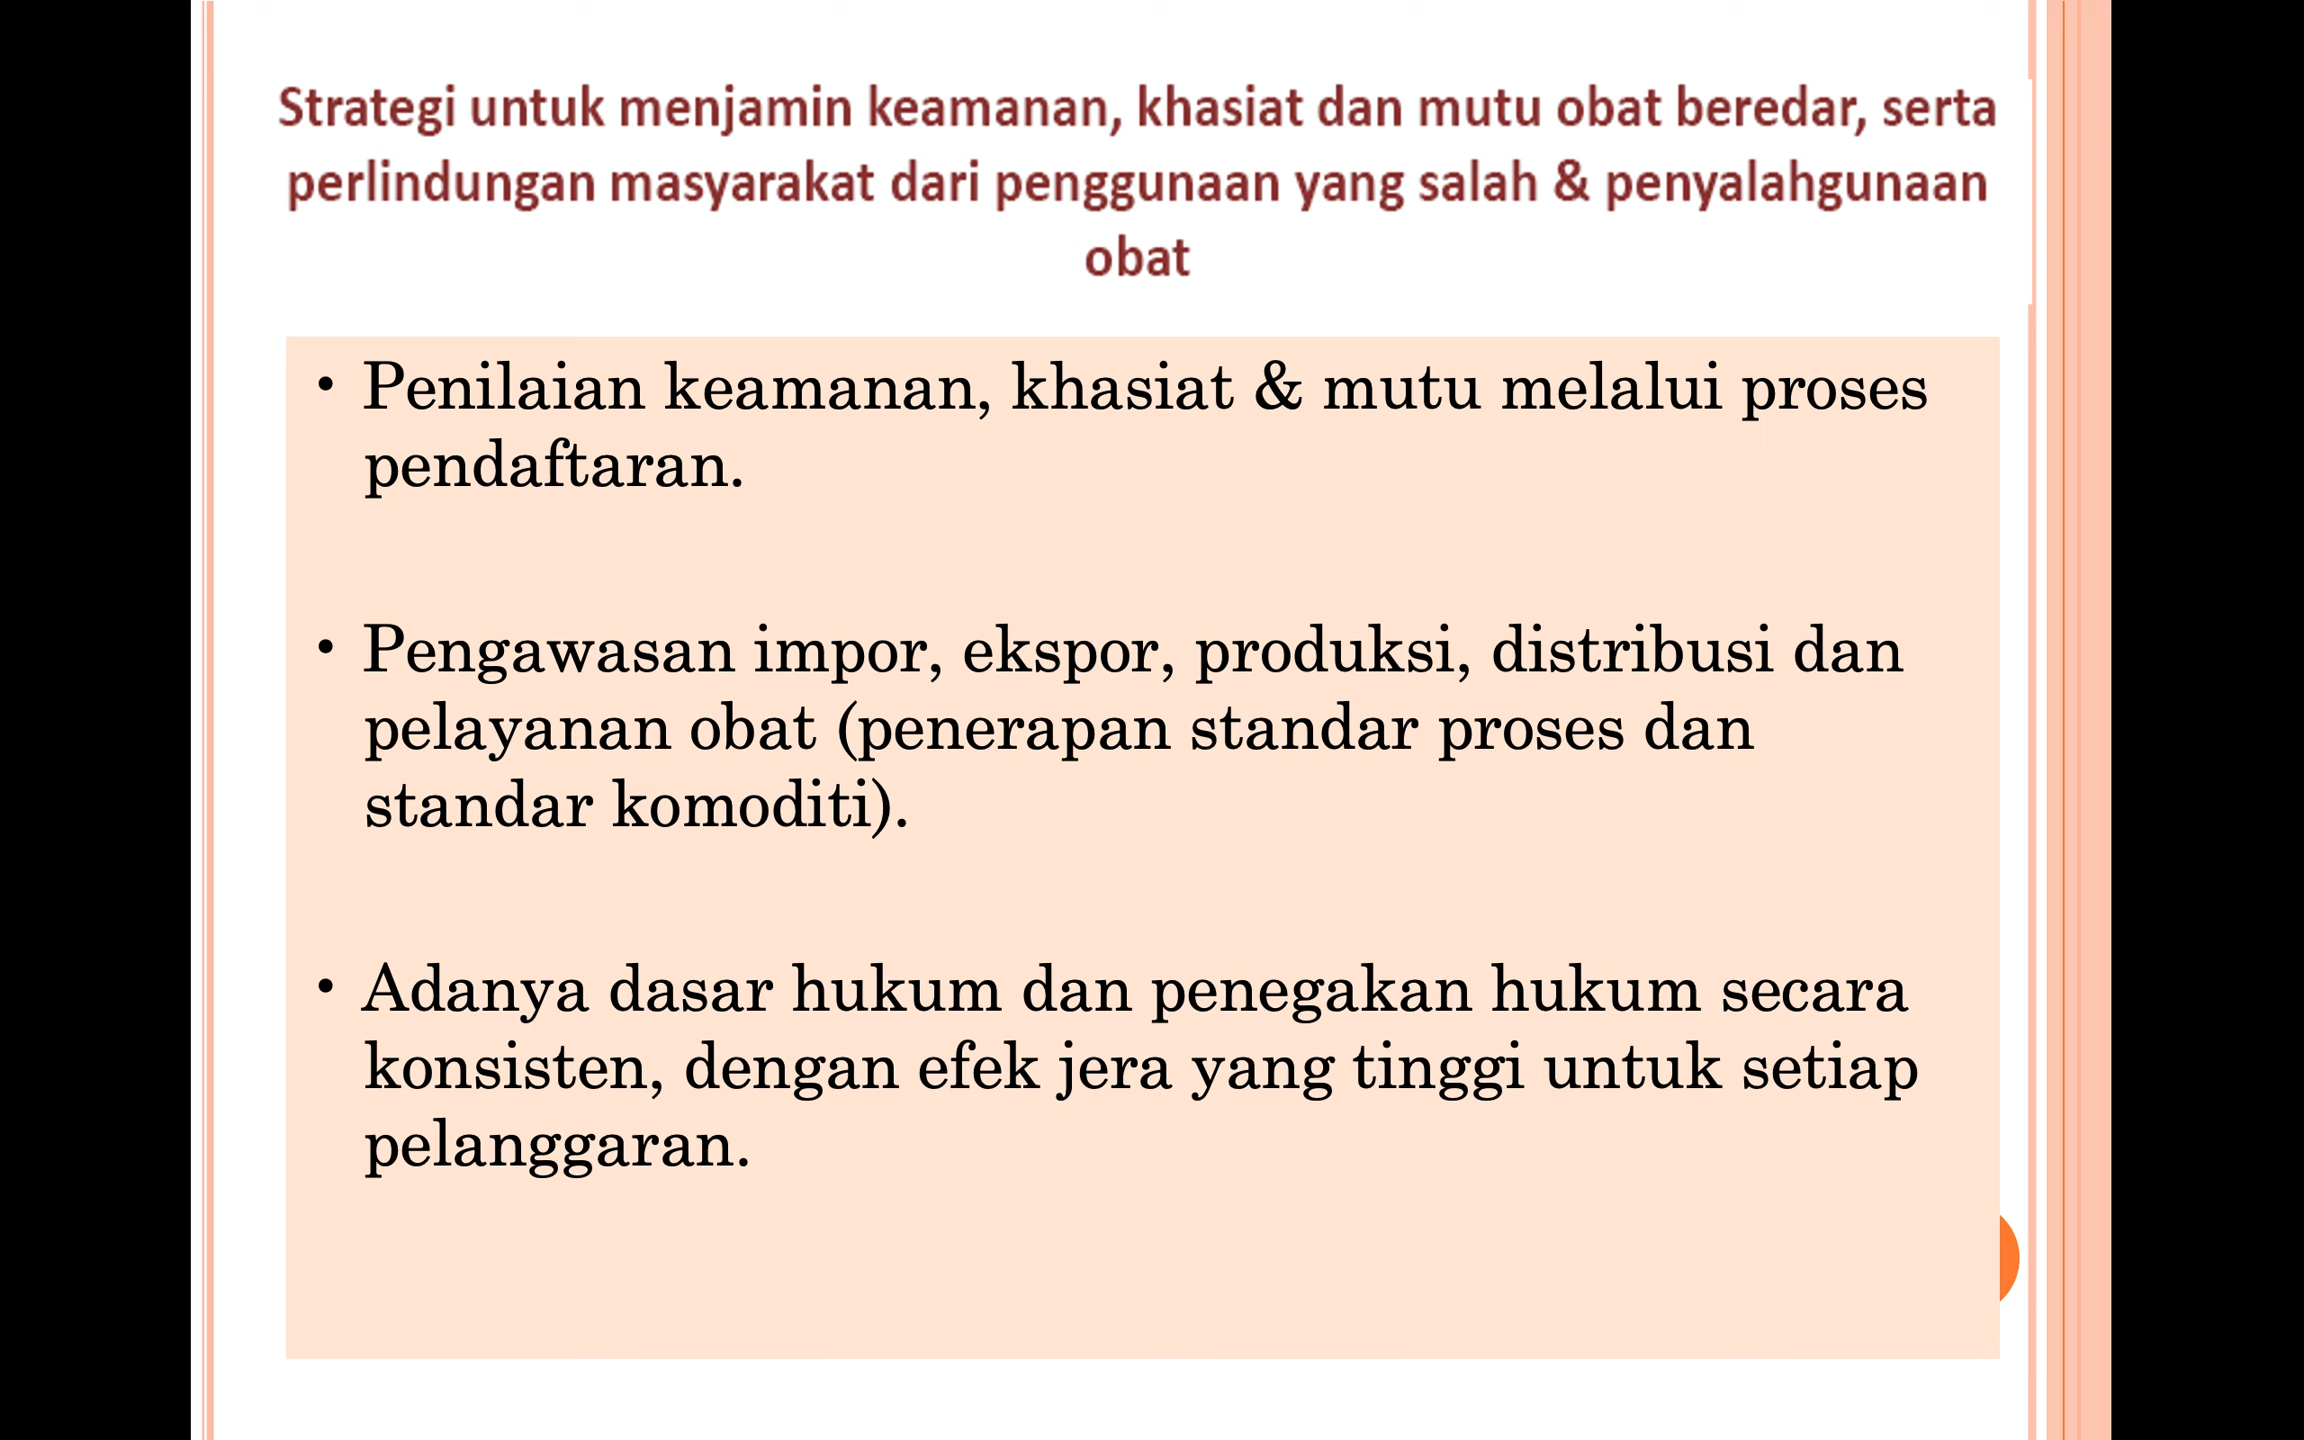 Strategi untuk menjamin keamanan, khasiat dan mutu obat beredar, serta
perlindungan masyarakat dari penggunaan yang salah & penyalahgunaan
obat
• Penilaian keamanan, khasiat & mutu melalui proses
pendaftaran.
• Pengawasan impor, ekspor, produksi, distribusi dan
pelayanan obat (penerapan standar proses dan
standar komoditi).
• Adanya dasar hukum dan penegakan hukum secara
konsisten, dengan efek jera yang tinggi untuk setiap
pelanggaran.